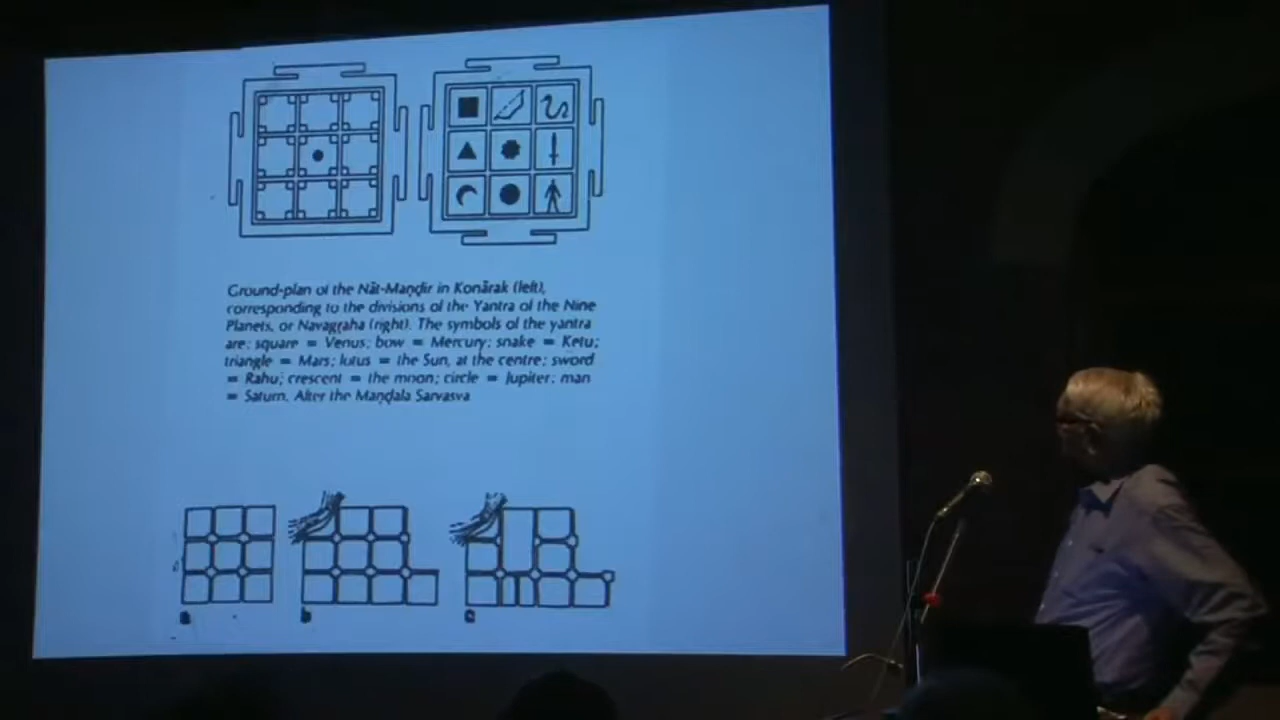 Ground-plan of the Nāt-Maṇḍir in Konārak (left),
corresponding to the divisions of the Yantra of the Nine
Planets, or Navagṛaha (right). The symbols of the yantra
are: square = Venus; bow = Mercury; snake = Ketu;
triangle = Mars; lotus = the Sun, at the centre; sword
= Rahu; crescent = the moon; circle = Jupiter; man
= Saturn. After the Maṇḍala Sarvasva
a b c